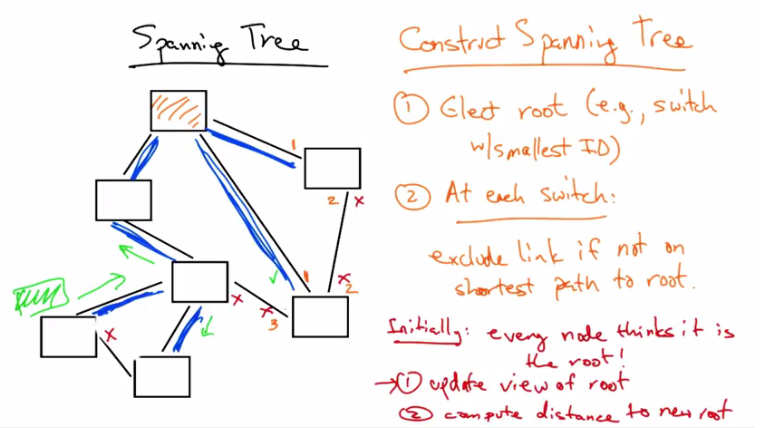 Spanning Tree
Construct Spanning Tree
① Elect root (e.g., switch
w/smallest ID)
② At each switch:
exclude link if not on
shortest path to root.
Initially: every node thinks it is
the root!
→① update view of root
② compute distance to new root
1
2 x
1
x
2
x
x
3
x